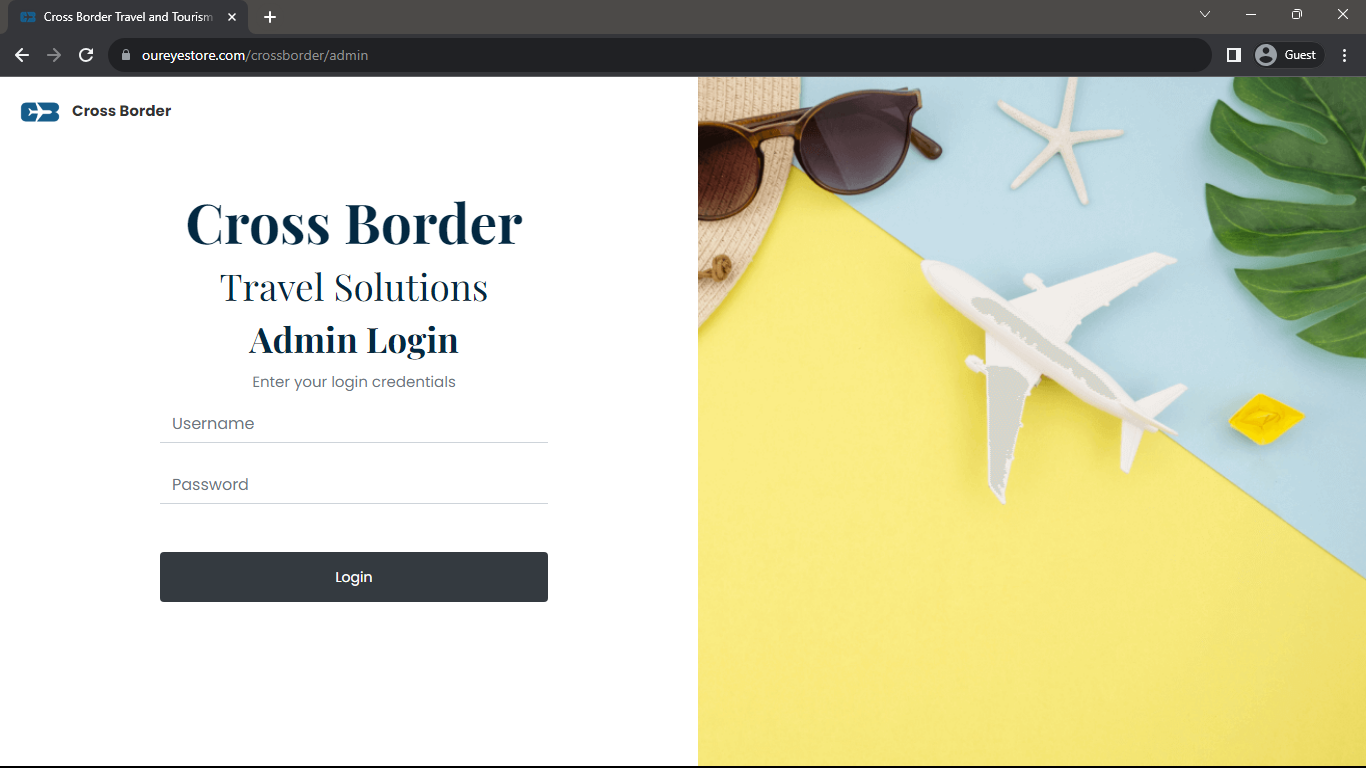 Cross Border Travel and Tourism
oureyestore.com/crossborder/admin
Guest
Cross Border
Cross Border
Travel Solutions
Admin Login
Enter your login credentials
Username
Password
Login